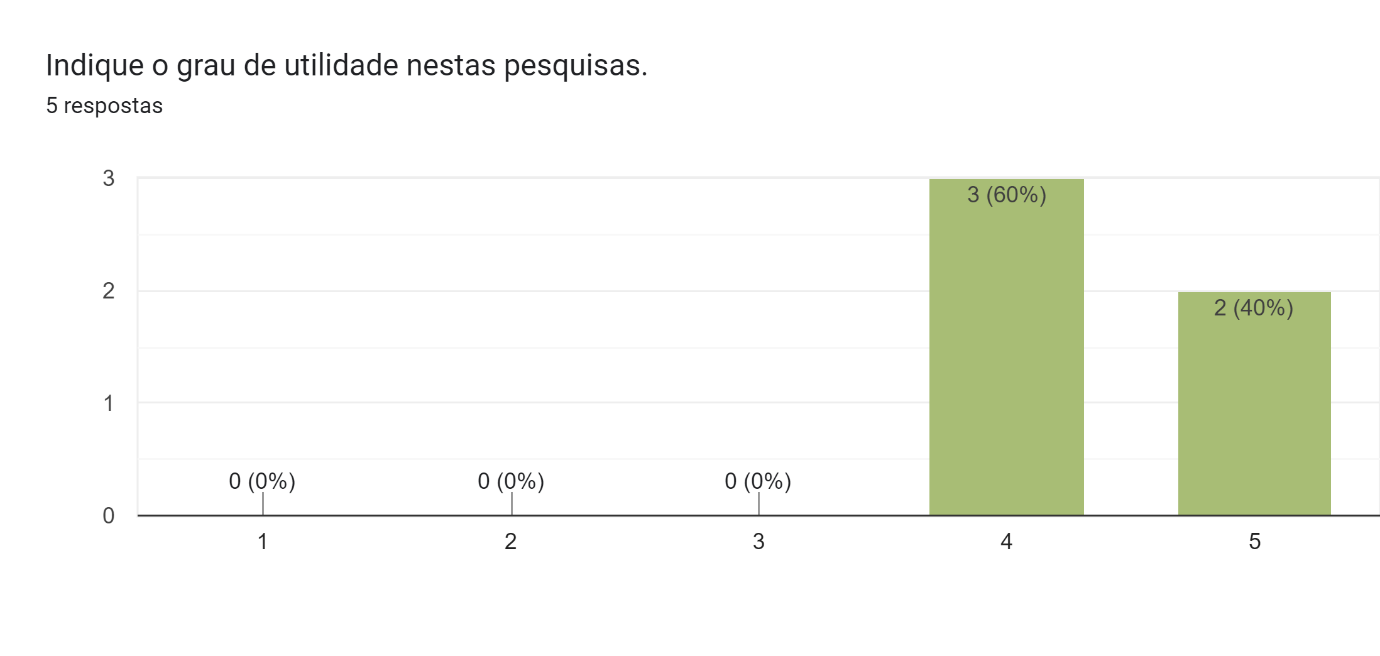 Indique o grau de utilidade nestas pesquisas.
5 respostas
3
3 (60%)
2
2 (40%)
1
0 (0%) 0 (0%) 0 (0%)
0
1 2 3 4 5